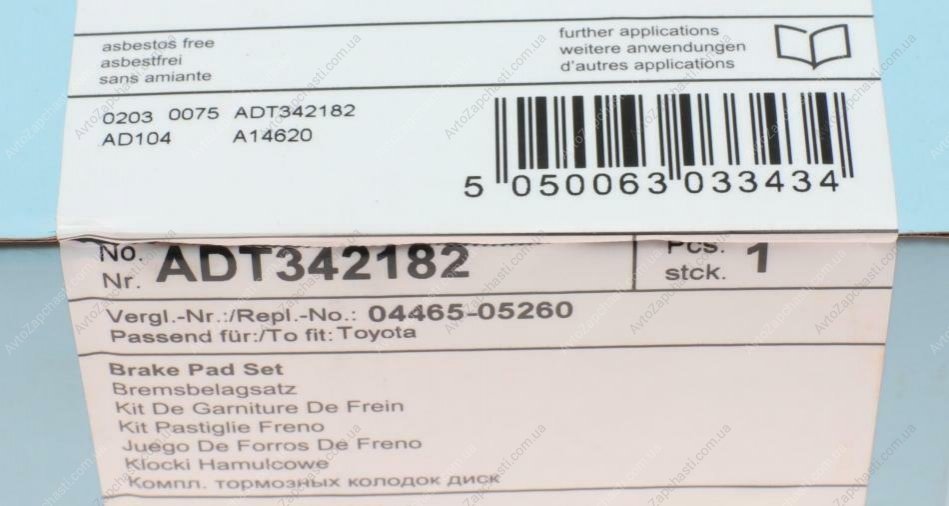 asbestos free
asbestfrei
sans amiante
further applications
weitere anwendungen
d'autres applications
0203 0075 ADT342182
AD104 A14620
5 050063 033434
No. ADT342182
Nr.
Pcs. 1
stck.
Vergl.-Nr.:/Repl.-No.: 04465-05260
Passend für:/To fit: Toyota
Brake Pad Set
Bremsbelagsatz
Kit De Garniture De Frein
Kit Pastiglie Freno
Juego De Forros De Freno
Klocki Hamulcowe
Компл. тормозных колодок диск
AvtoZapchasti.com.ua